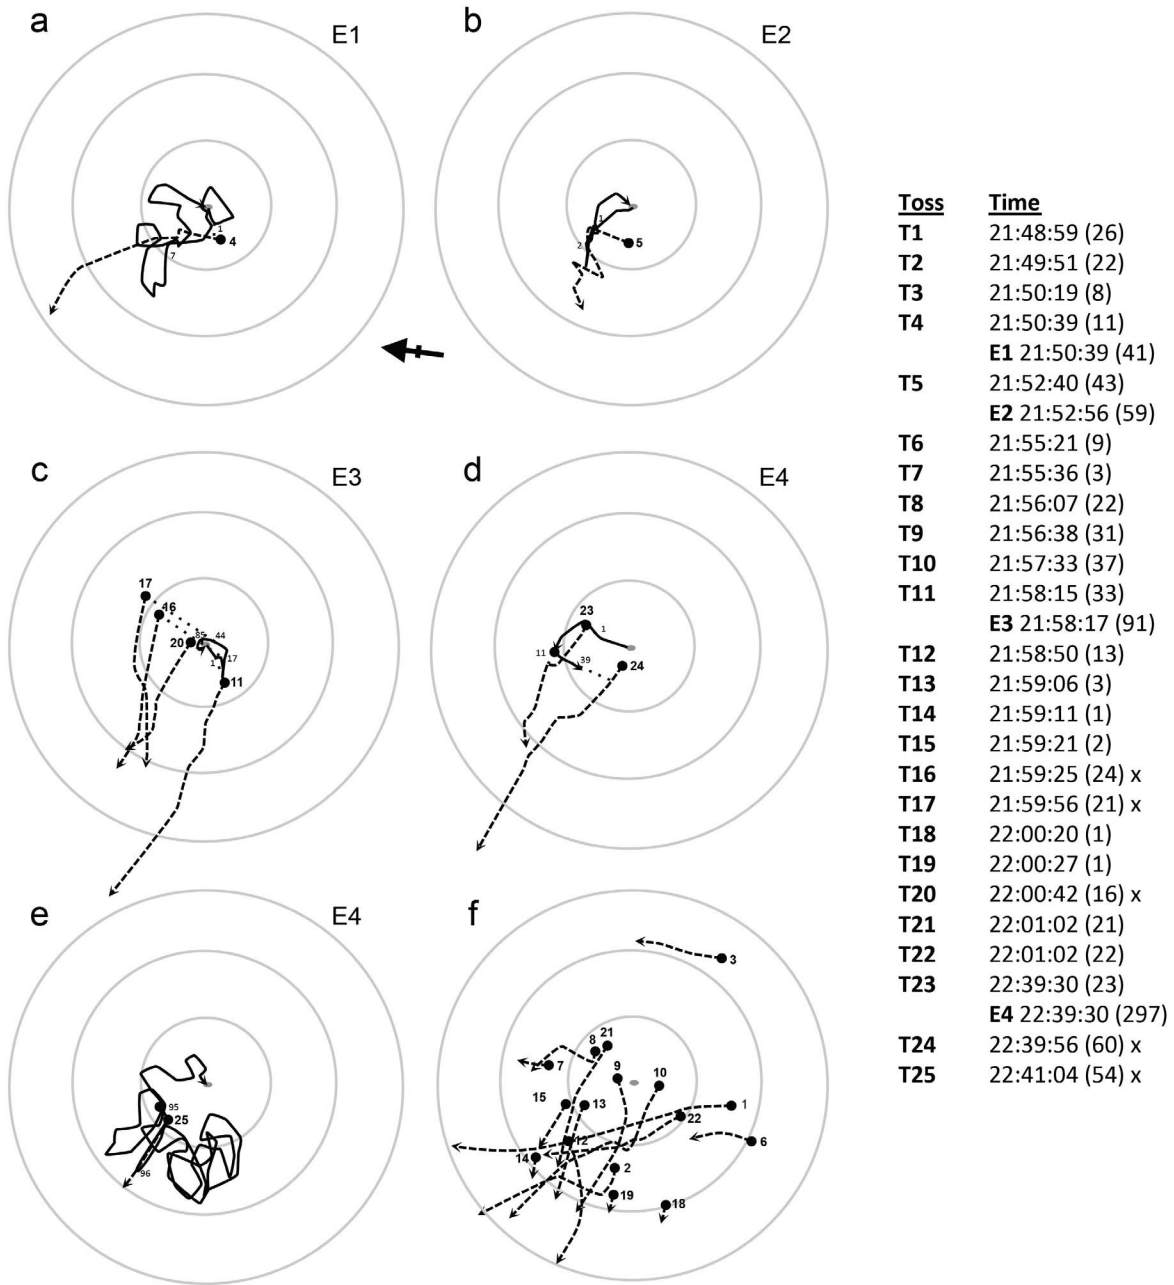 a
E1
1
4
7
b
E2
1
2
5
c
E3
17
16
20
85
44
17
1
11
d
E4
23
1
11
39
24
e
E4
95
25
96
f
3
21
8
7
9
10
15
13
1
22
6
12
14
2
19
18
Toss Time
T1 21:48:59 (26)
T2 21:49:51 (22)
T3 21:50:19 (8)
T4 21:50:39 (11)
E1 21:50:39 (41)
T5 21:52:40 (43)
E2 21:52:56 (59)
T6 21:55:21 (9)
T7 21:55:36 (3)
T8 21:56:07 (22)
T9 21:56:38 (31)
T10 21:57:33 (37)
T11 21:58:15 (33)
E3 21:58:17 (91)
T12 21:58:50 (13)
T13 21:59:06 (3)
T14 21:59:11 (1)
T15 21:59:21 (2)
T16 21:59:25 (24) x
T17 21:59:56 (21) x
T18 22:00:20 (1)
T19 22:00:27 (1)
T20 22:00:42 (16) x
T21 22:01:02 (21)
T22 22:01:02 (22)
T23 22:39:30 (23)
E4 22:39:30 (297)
T24 22:39:56 (60) x
T25 22:41:04 (54) x